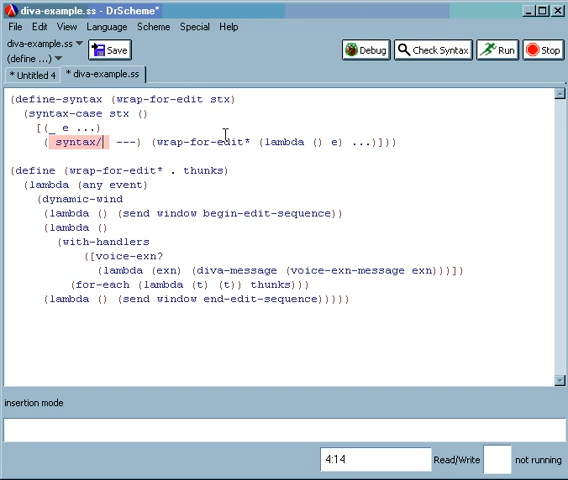 diva-example.ss* - DrScheme*
File Edit View Language Scheme Special Help
diva-example.ss
(define ...)
Save
Debug
Check Syntax
Run
Stop
* Untitled 4
* diva-example.ss
(define-syntax (wrap-for-edit stx)
(syntax-case stx ()
[(_ e ...)
( syntax/ ---) (wrap-for-edit* (lambda () e) ...)]))
(define (wrap-for-edit* . thunks)
(lambda (any event)
(dynamic-wind
(lambda () (send window begin-edit-sequence))
(lambda ()
(with-handlers
([voice-exn?
(lambda (exn) (diva-message (voice-exn-message exn)))])
(for-each (lambda (t) (t)) thunks)))
(lambda () (send window end-edit-sequence)))))
insertion mode
4:14
Read/Write
not running